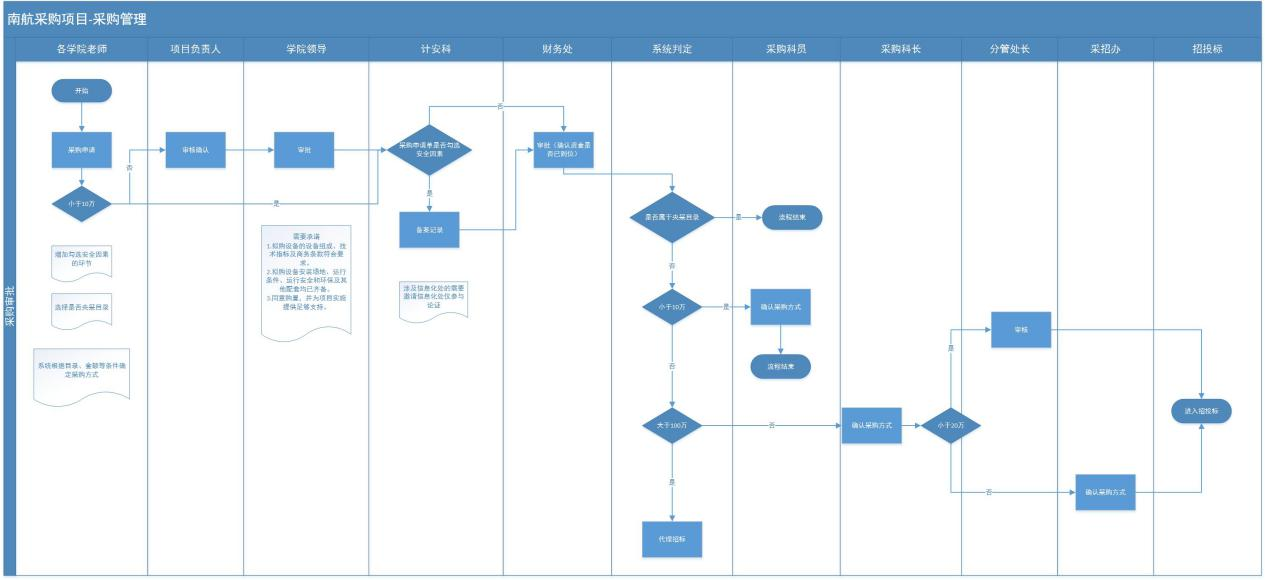 南航采购项目-采购管理
各学院老师
项目负责人
学院领导
计安科
财务处
系统判定
采购科员
采购科长
分管处长
采招办
招投标
采购审批
开始
采购申请
小于10万
否
是
审核确认
审批
采购申请单是否勾选
安全因素
否
是
备案记录
审批（确认资金是
否已到位）
是否属于央采目录
是
流程结束
否
小于10万
是
确认采购方式
流程结束
否
大于100万
否
是
代理招标
确认采购方式
小于20万
是
否
审核
确认采购方式
进入招投标
增加勾选安全因素
的环节
选择是否央采目录
系统根据目录、金额等条件确
定采购方式
需要承诺
1.拟购设备的设备组成、技
术指标及商务条款符合要
求。
2.拟购设备安装场地、运行
条件、运行安全和环保及其
他配套均已齐备。
3.同意购置，并为项目实施
提供足够支持。
涉及信息化处的需要
邀请信息化处仅参与
论证